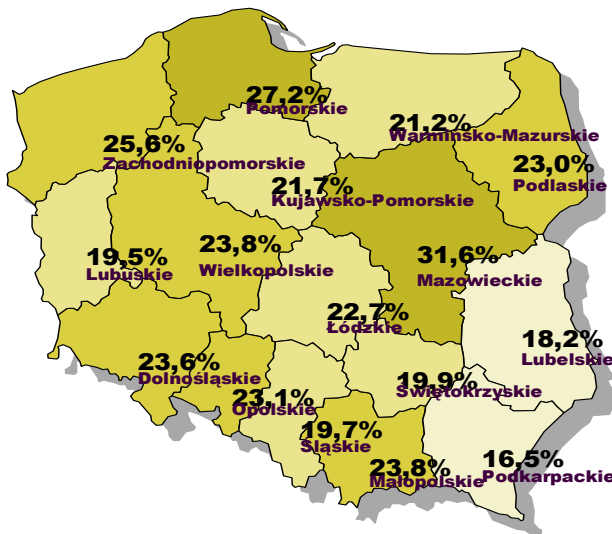 27,2%
Pomorskie
21,2%
Warmińsko-Mazurskie
25,6%
Zachodniopomorskie
23,0%
Podlaskie
21,7%
Kujawsko-Pomorskie
19,5%
Lubuskie
23,8%
Wielkopolskie
31,6%
Mazowieckie
22,7%
Łódzkie
18,2%
Lubelskie
23,6%
Dolnośląskie
23,1%
Opolskie
19,9%
Świętokrzyskie
19,7%
Śląskie
23,8%
Małopolskie
16,5%
Podkarpackie